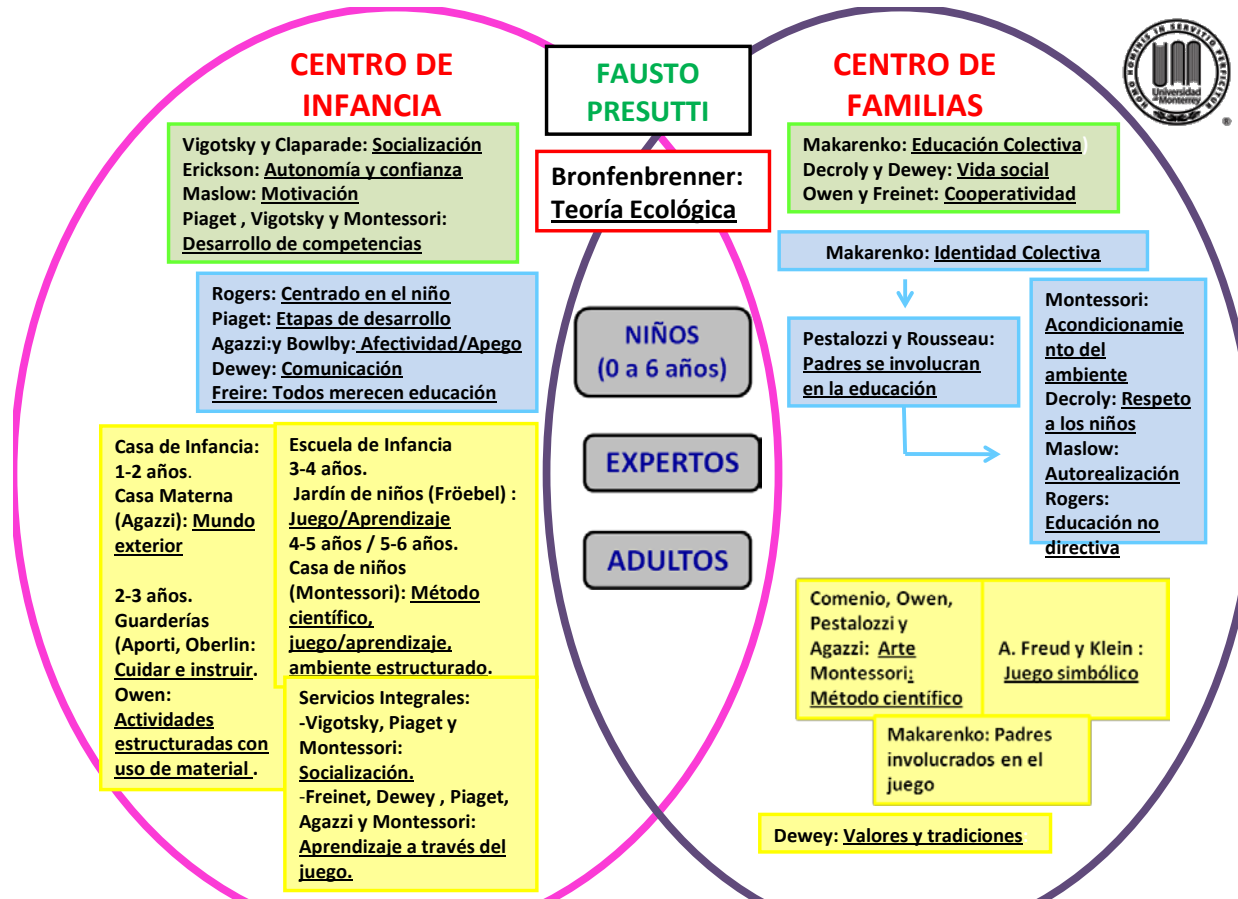 CENTRO DE
INFANCIA
Vigotsky y Claparade: Socialización
Erickson: Autonomía y confianza
Maslow: Motivación
Piaget , Vigotsky y Montessori:
Desarrollo de competencias
Rogers: Centrado en el niño
Piaget: Etapas de desarrollo
Agazzi:y Bowlby: Afectividad/Apego
Dewey: Comunicación
Freire: Todos merecen educación
Casa de Infancia:
1-2 años.
Casa Materna
(Agazzi): Mundo
exterior
2-3 años.
Guarderías
(Aporti, Oberlin:
Cuidar e instruir.
Owen:
Actividades
estructuradas con
uso de material .
Escuela de Infancia
3-4 años.
Jardín de niños (Fröebel) :
Juego/Aprendizaje
4-5 años / 5-6 años.
Casa de niños
(Montessori): Método
científico,
juego/aprendizaje,
ambiente estructurado.
Servicios Integrales:
-Vigotsky, Piaget y
Montessori:
Socialización.
-Freinet, Dewey , Piaget,
Agazzi y Montessori:
Aprendizaje a través del
juego.
FAUSTO
PRESUTTI
Bronfenbrenner:
Teoría Ecológica
NIÑOS
(0 a 6 años)
EXPERTOS
ADULTOS
CENTRO DE
FAMILIAS
Makarenko: Educación Colectiva)
Decroly y Dewey: Vida social
Owen y Freinet: Cooperatividad
Makarenko: Identidad Colectiva
Pestalozzi y Rousseau:
Padres se involucran
en la educación
Montessori:
Acondicionamie
nto del
ambiente
Decroly: Respeto
a los niños
Maslow:
Autorealización
Rogers:
Educación no
directiva
Comenio, Owen,
Pestalozzi y
Agazzi: Arte
Montessori:
Método científico
A. Freud y Klein :
Juego simbólico
Makarenko: Padres
involucrados en el
juego
Dewey: Valores y tradiciones
HOMO HOMINIS IN SERVITIO PERFICITUR
Universidad
de Monterrey
®